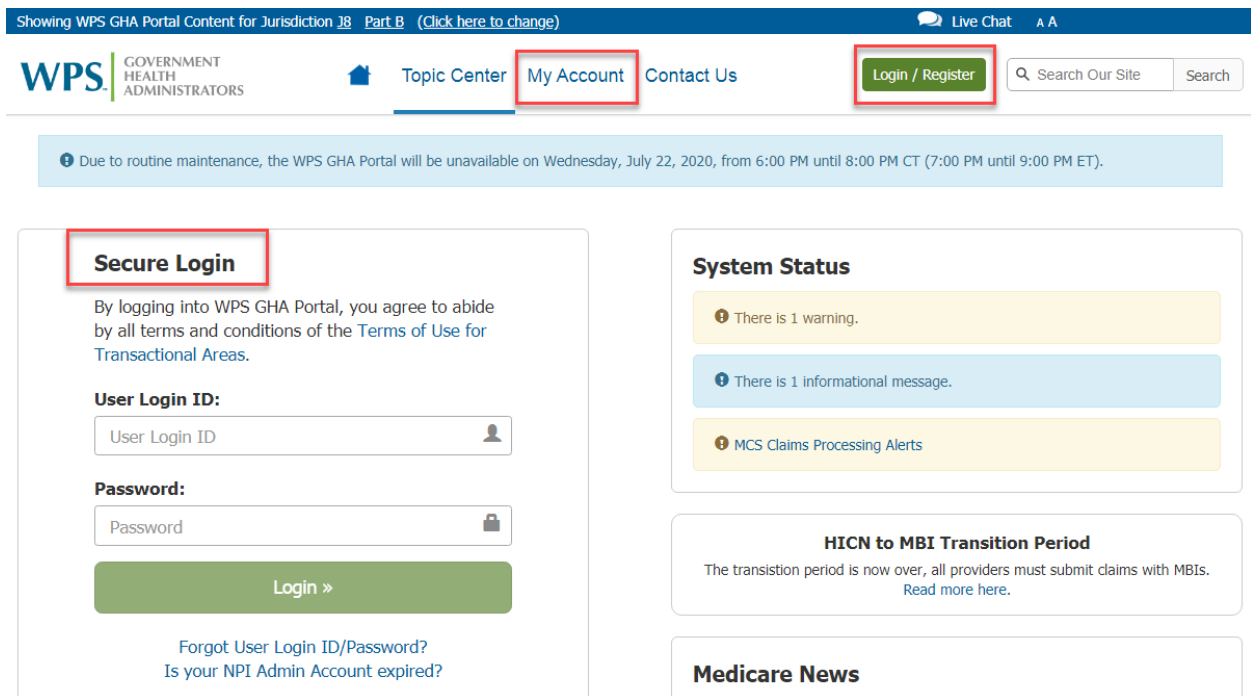 Showing WPS GHA Portal Content for Jurisdiction J8 Part B (Click here to change)
Live Chat A A
WPS GOVERNMENT
HEALTH
ADMINISTRATORS
Topic Center My Account Contact Us
Login / Register
Search Our Site
Search
Due to routine maintenance, the WPS GHA Portal will be unavailable on Wednesday, July 22, 2020, from 6:00 PM until 8:00 PM CT (7:00 PM until 9:00 PM ET).
Secure Login
By logging into WPS GHA Portal, you agree to abide
by all terms and conditions of the Terms of Use for
Transactional Areas.
User Login ID:
User Login ID
Password:
Password
Login »
Forgot User Login ID/Password?
Is your NPI Admin Account expired?
System Status
There is 1 warning.
There is 1 informational message.
MCS Claims Processing Alerts
HICN to MBI Transition Period
The transistion period is now over, all providers must submit claims with MBIs.
Read more here.
Medicare News